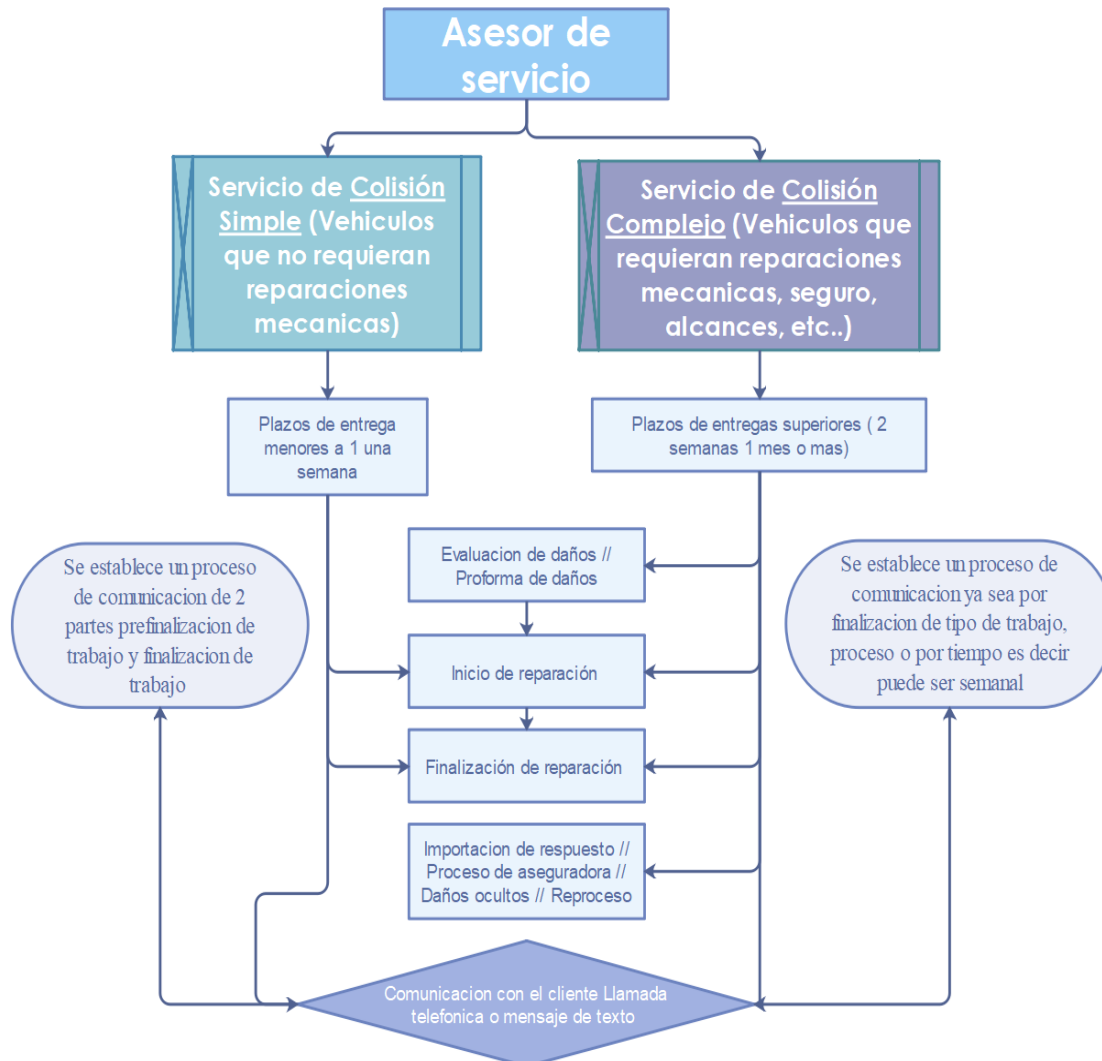 Asesor de
servicio
Servicio de Colisión
Simple (Vehiculos
que no requieran
reparaciones
mecanicas)
Servicio de Colisión
Complejo (Vehiculos que
requieran reparaciones
mecanicas, seguro,
alcances, etc..)
Plazos de entrega
menores a 1 una
semana
Plazos de entregas superiores ( 2
semanas 1 mes o mas)
Evaluacion de daños //
Proforma de daños
Se establece un proceso
de comunicacion de 2
partes prefinalizacion de
trabajo y finalizacion de
trabajo
Se establece un proceso de
comunicacion ya sea por
finalizacion de tipo de trabajo,
proceso o por tiempo es decir
puede ser semanal
Inicio de reparación
Finalización de reparación
Importacion de respuesto //
Proceso de aseguradora //
Daños ocultos // Reproceso
Comunicacion con el cliente Llamada
telefonica o mensaje de texto